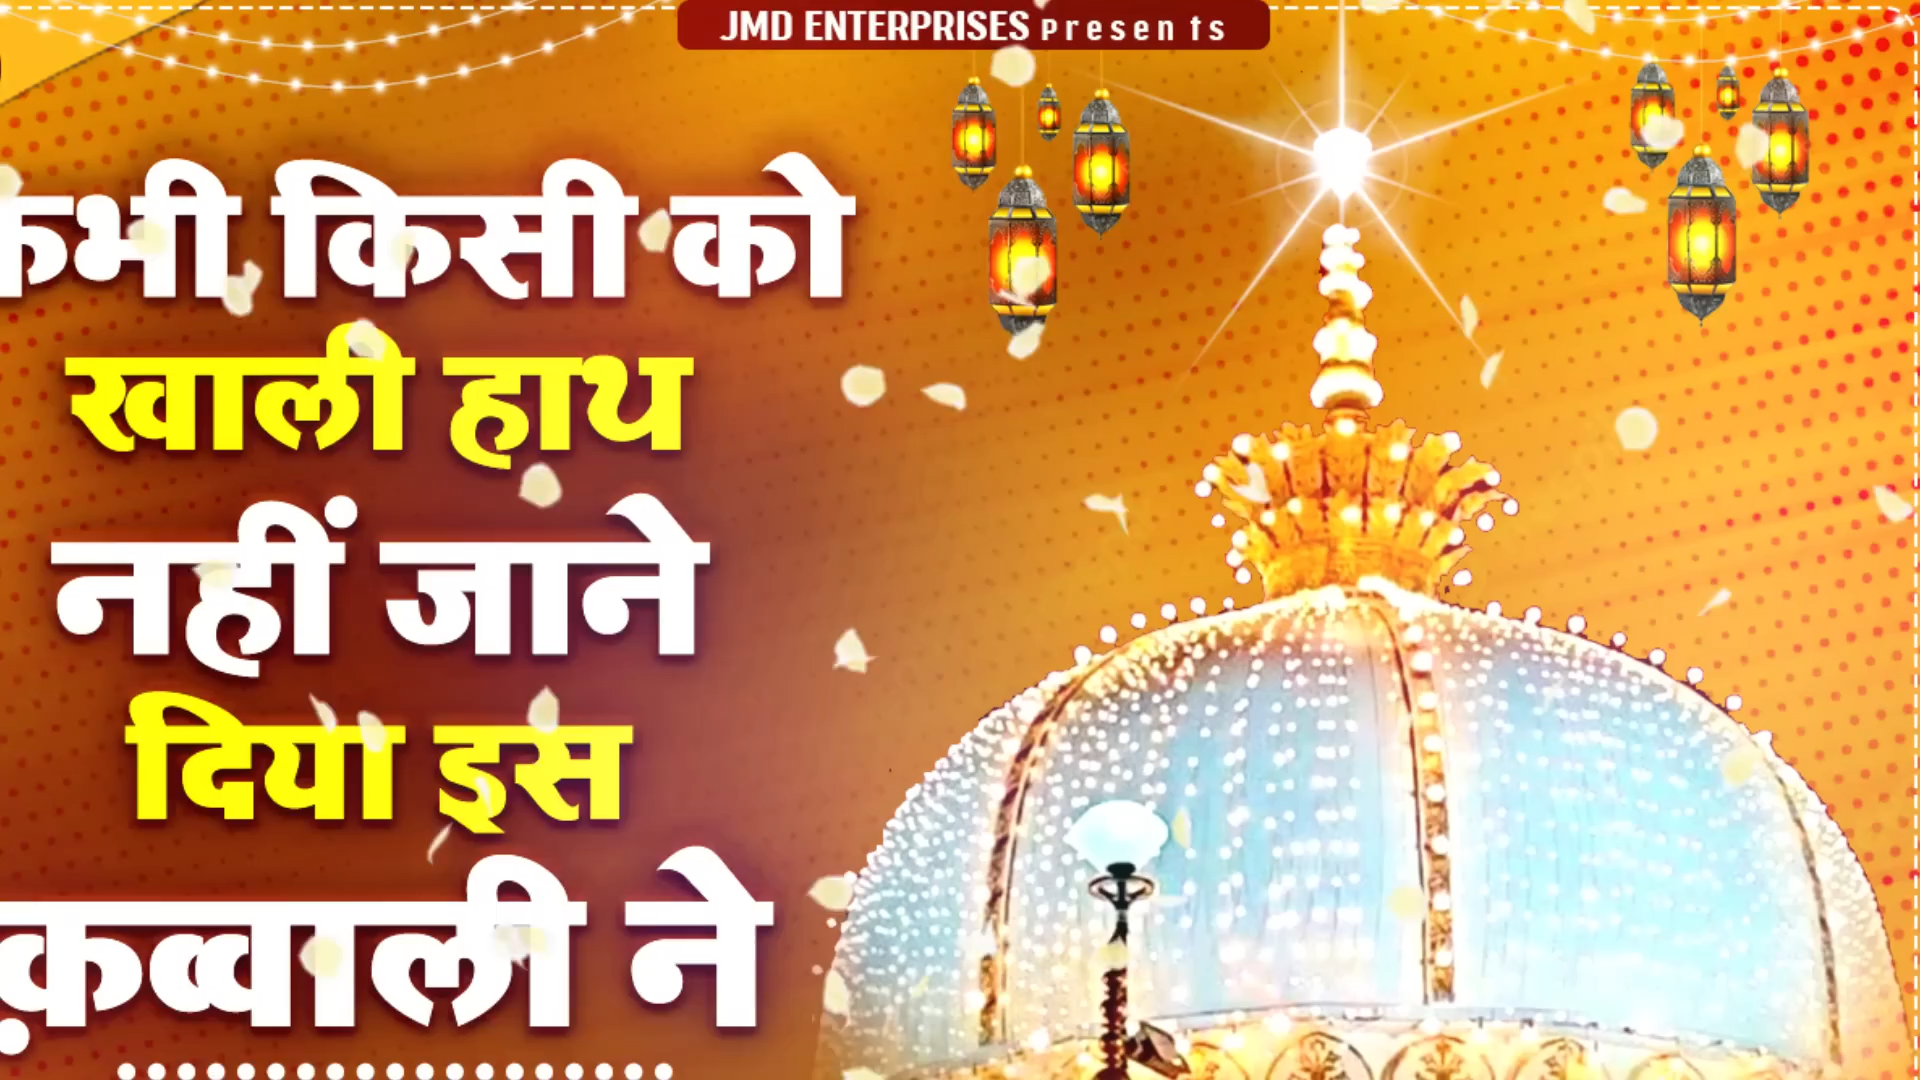 JMD ENTERPRISES Presents
कभी किसी को
खाली हाथ
नहीं जाने
दिया इस
क़व्वाली ने